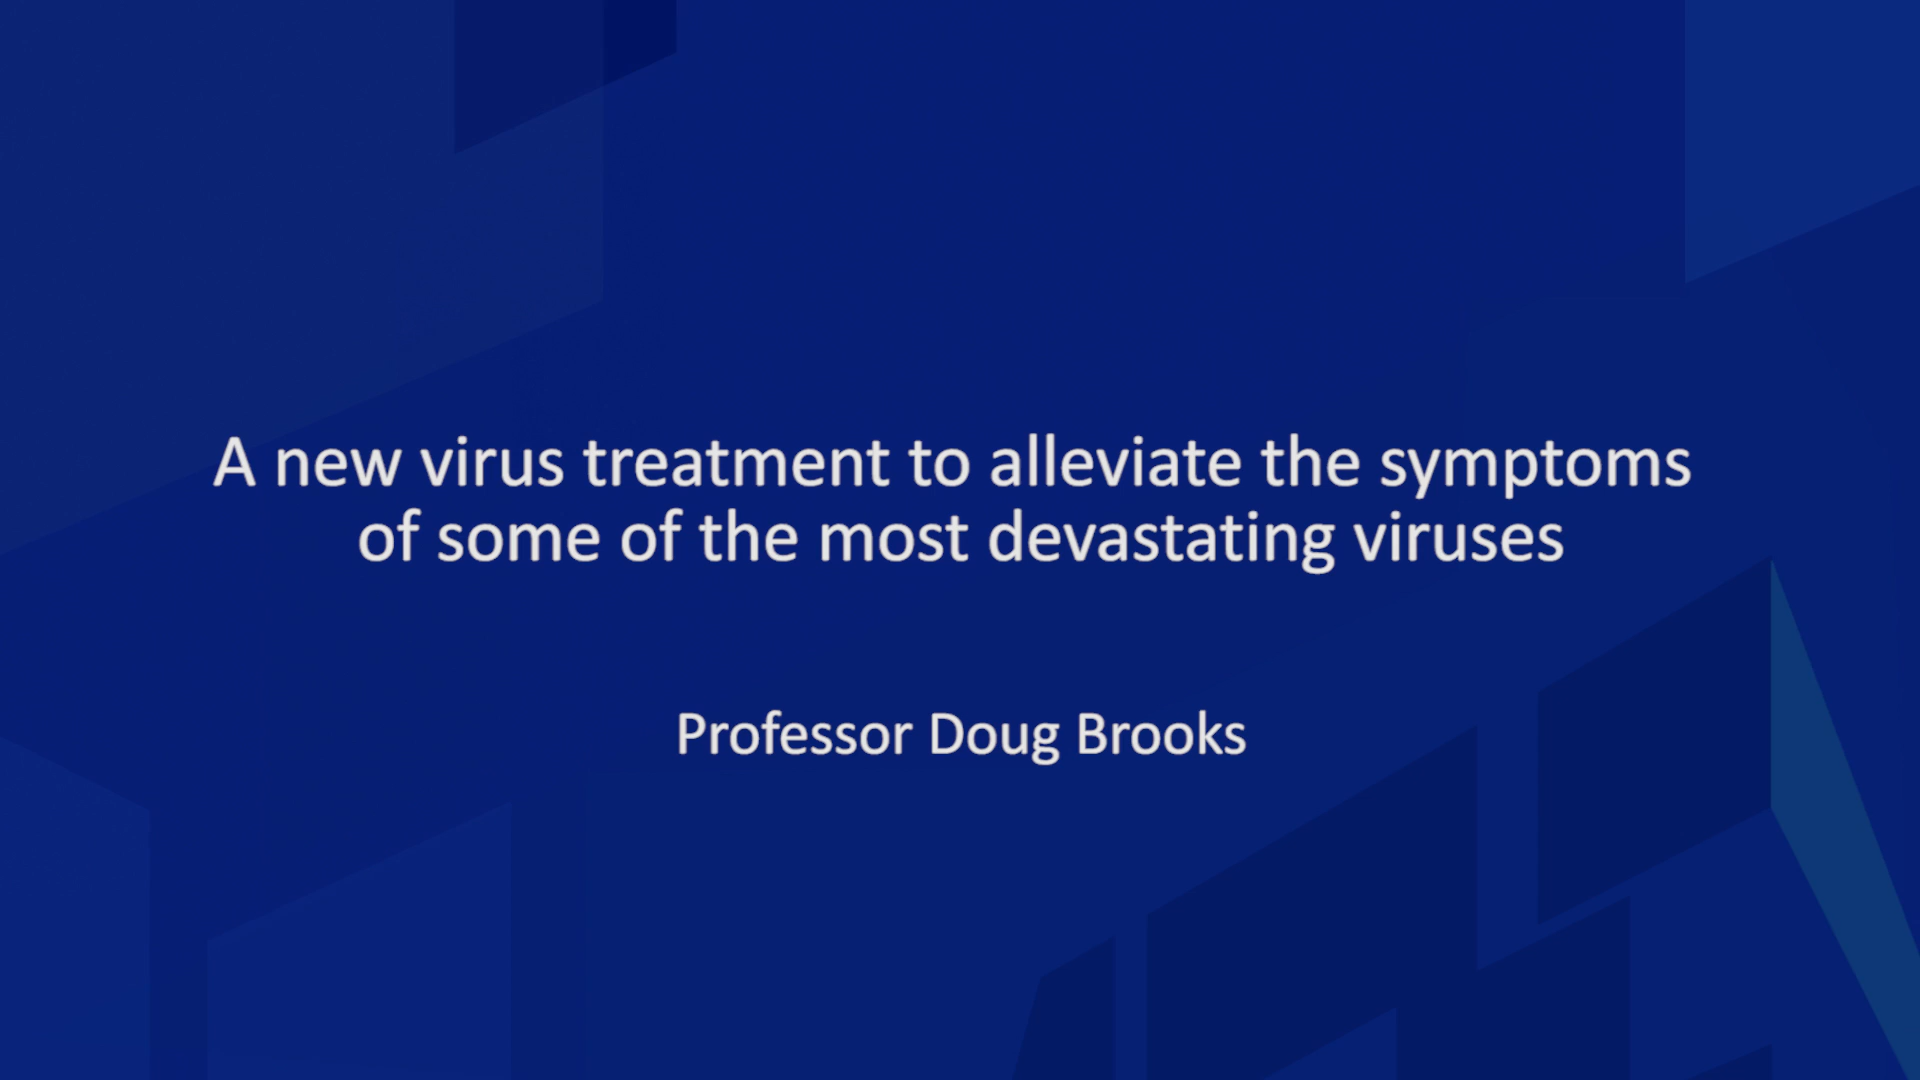 A new virus treatment to alleviate the symptoms
of some of the most devastating viruses
Professor Doug Brooks